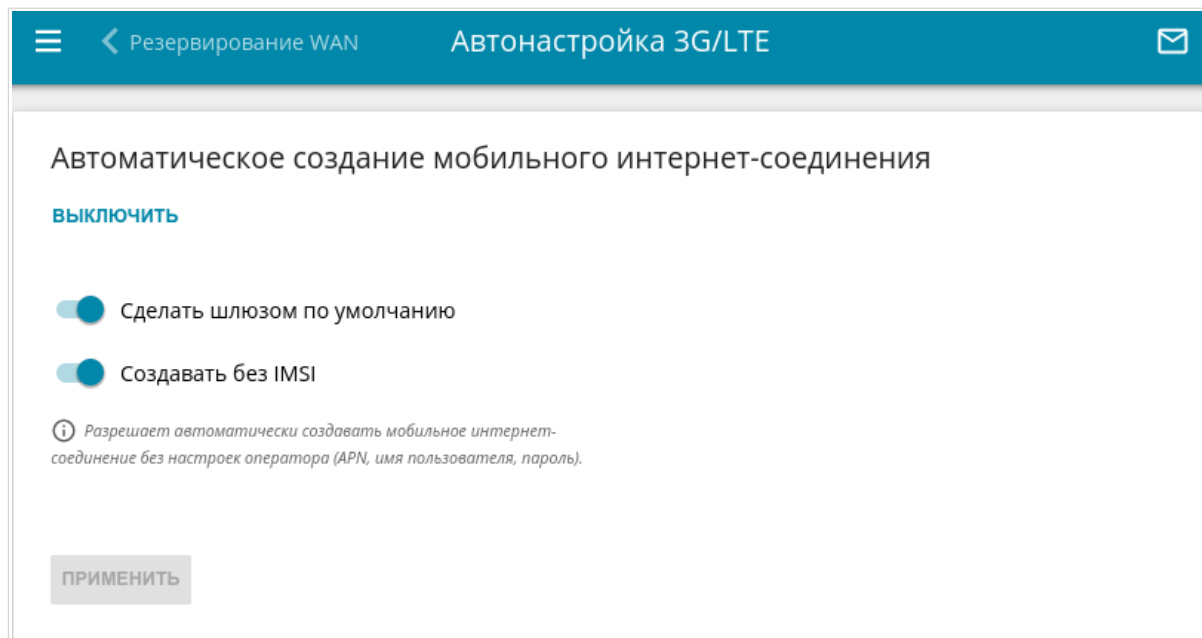 Резервирование WAN Автонастройка 3G/LTE
Автоматическое создание мобильного интернет-соединения
ВЫКЛЮЧИТЬ
Сделать шлюзом по умолчанию
Создавать без IMSI
Разрешает автоматически создавать мобильное интернет-
соединение без настроек оператора (APN, имя пользователя, пароль).
ПРИМЕНИТЬ